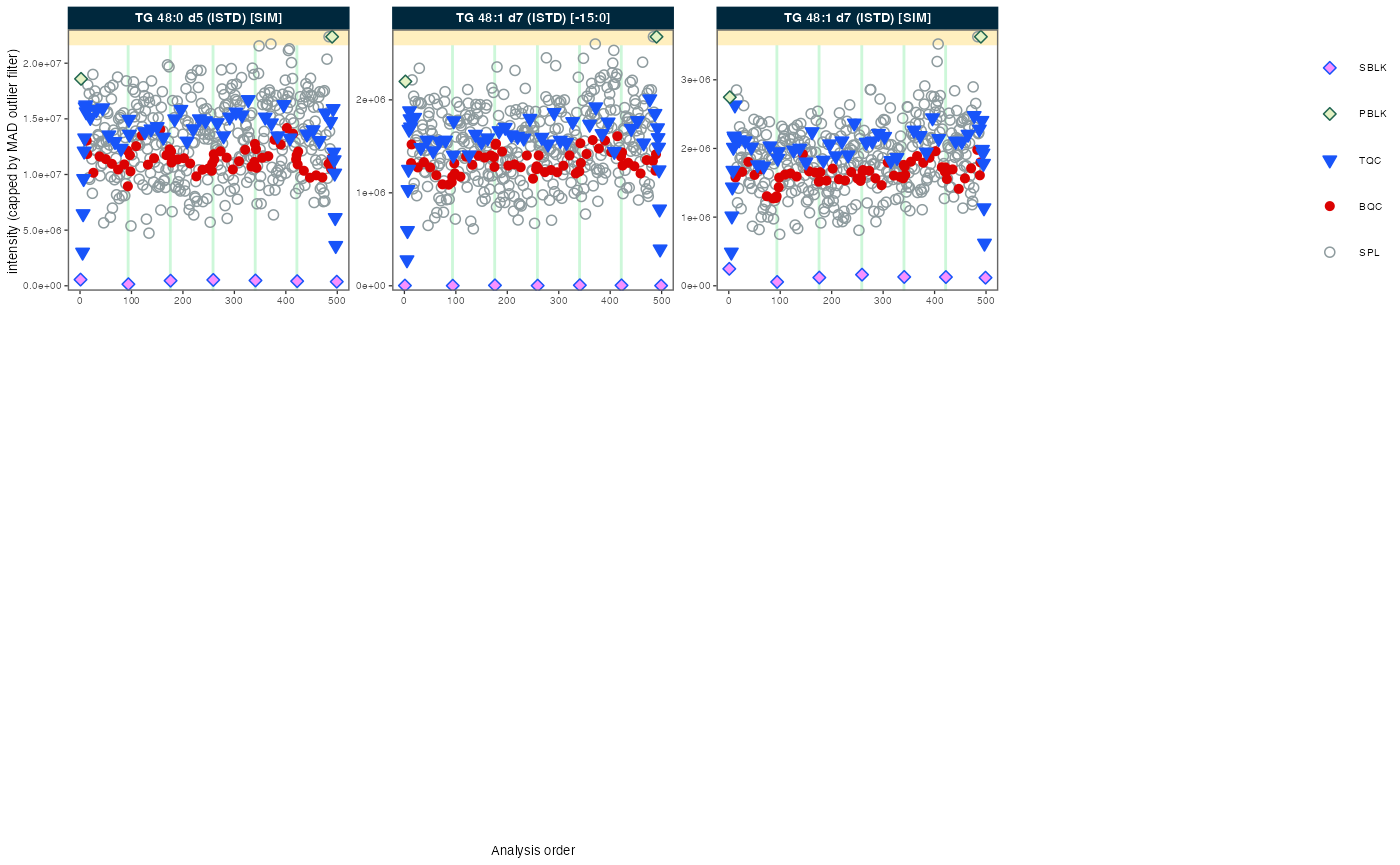 TG 48:0 d5 (ISTD) [SIM]
TG 48:1 d7 (ISTD) [-15:0]
TG 48:1 d7 (ISTD) [SIM]
intensity (capped by MAD outlier filter)
2.0e+07
1.5e+07
1.0e+07
5.0e+06
0.0e+00
0 100 200 300 400 500
2e+06
1e+06
0e+00
0 100 200 300 400 500
3e+06
2e+06
1e+06
0e+00
0 100 200 300 400 500
SBLK
PBLK
TQC
BQC
SPL
Analysis order